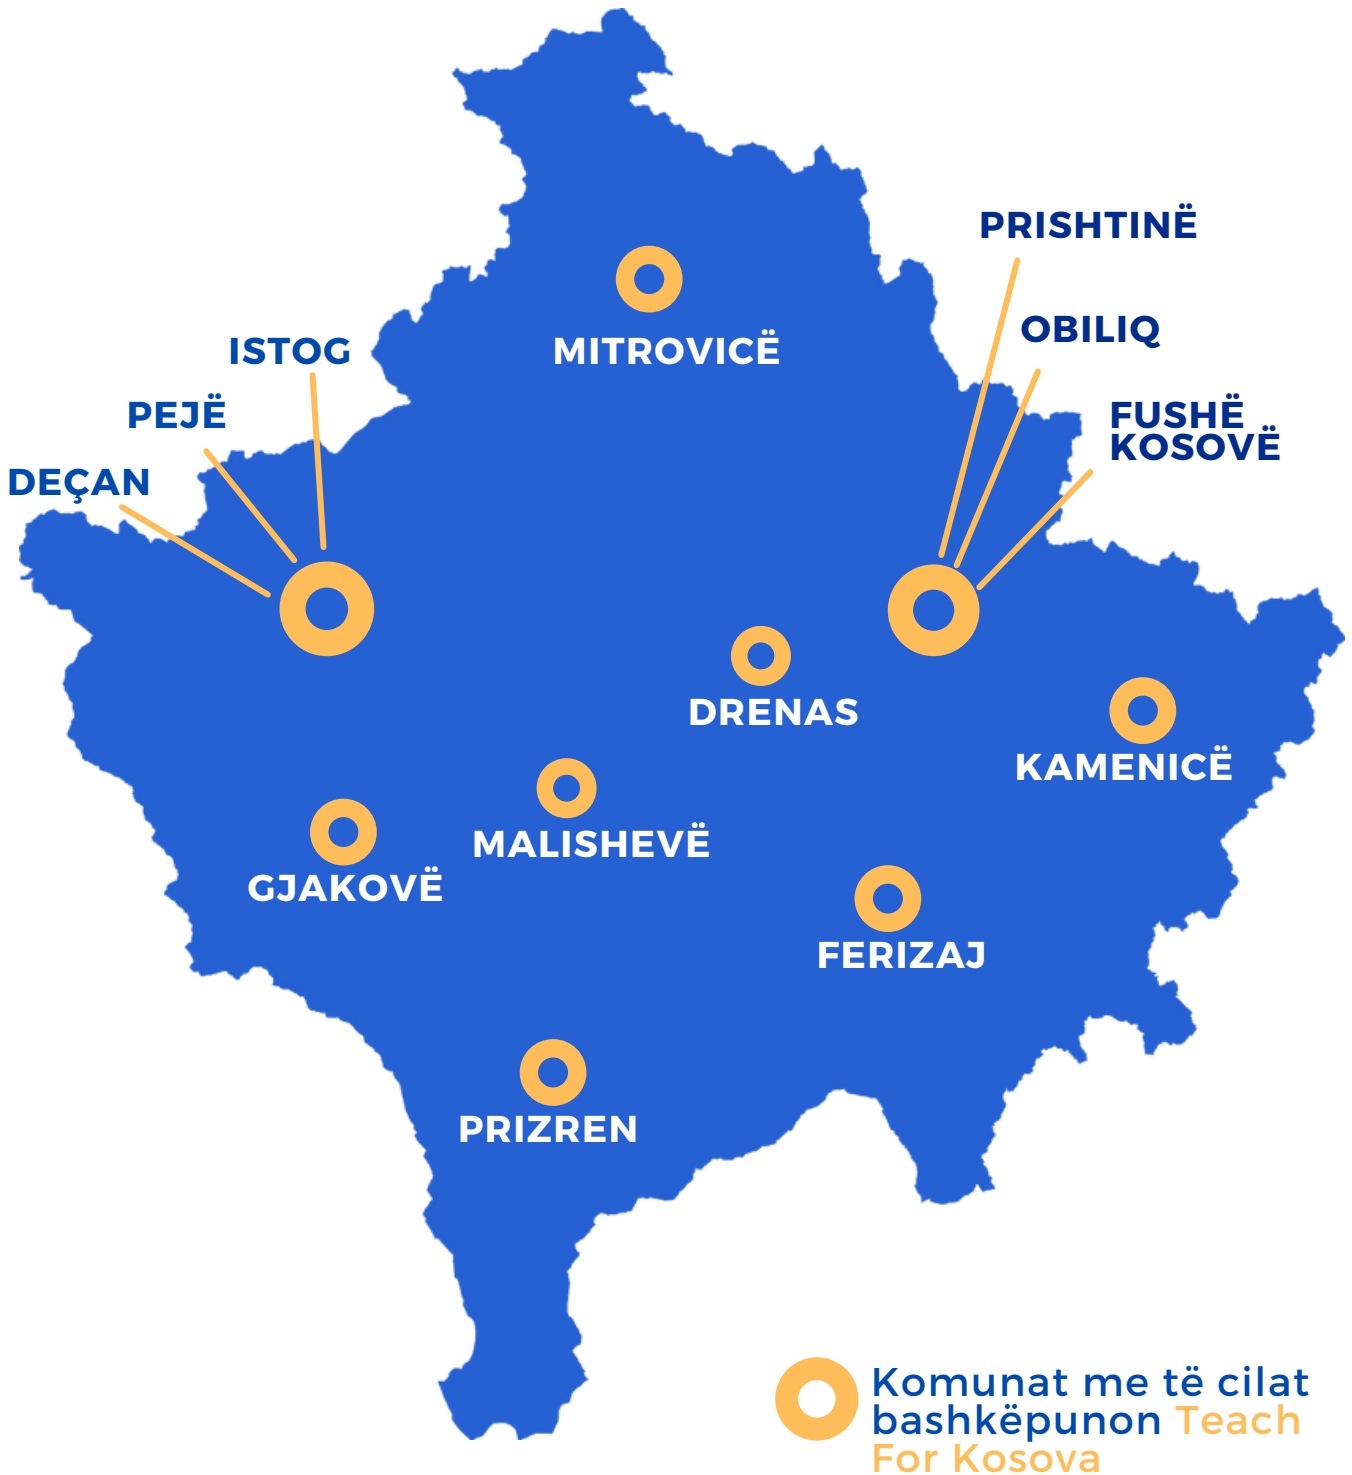 PRISHTINË
OBILIQ
ISTOG
MITROVICË
PEJË
FUSHË
KOSOVË
DEÇAN
DRENAS
KAMENICË
MALISHEVË
GJAKOVË
FERIZAJ
PRIZREN
Komunat me të cilat
bashkëpunon Teach
For Kosova